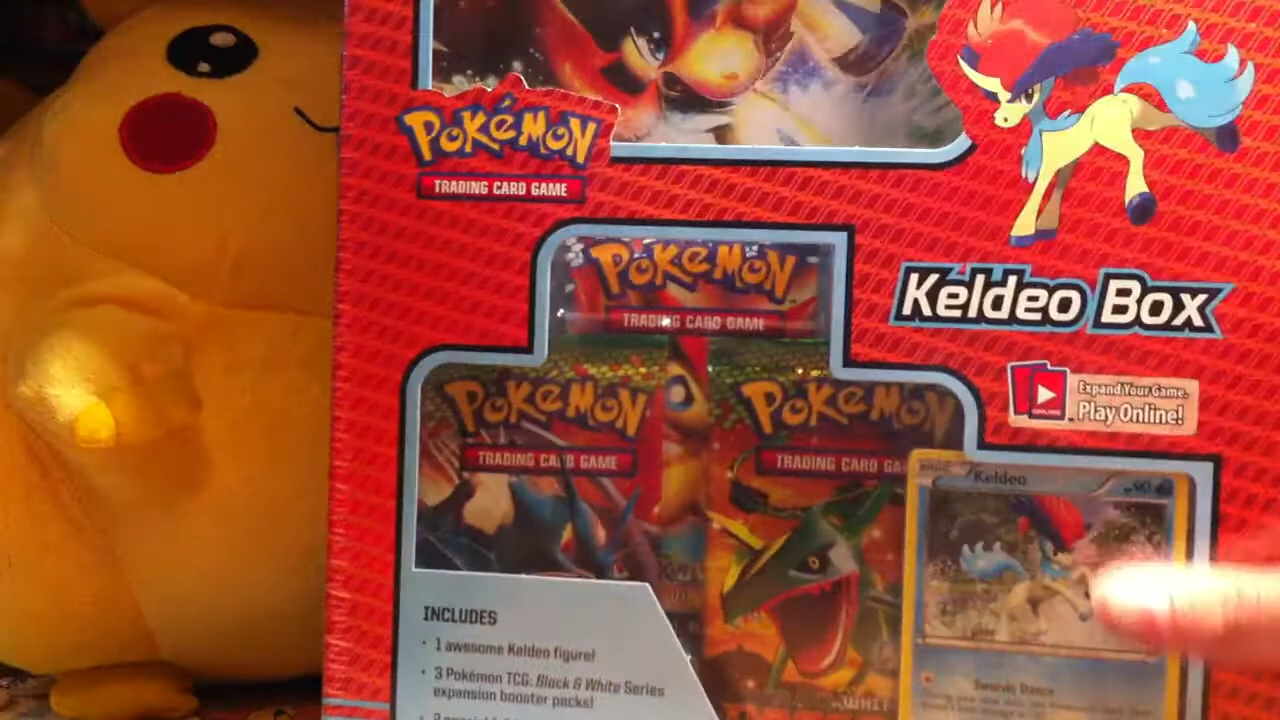 POKéMON
TRADING CARD GAME
POKéMON
TRADING CARD GAME
Keldeo Box
Expand Your Game.
Play Online!
POKéMON
TRADING CARD GAME
POKéMON
TRADING CARD GA
Keldeo
INCLUDES
• 1 awesome Keldeo figure!
• 3 Pokémon TCG: Black & White Series
expansion booster packs!
Swords Dance